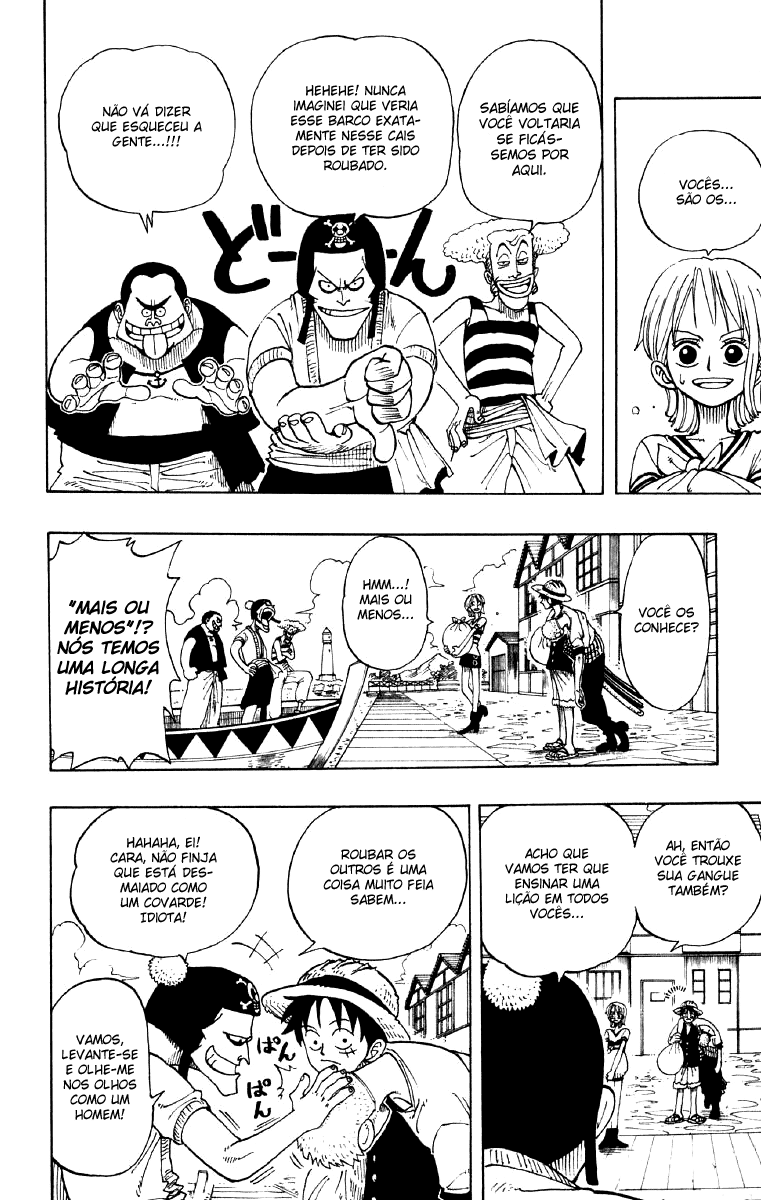 VOCÊS...
SÃO OS...
SABÍAMOS QUE
VOCÊ VOLTARIA
SE FICÁS-
SEMOS POR
AQUI.
HEHEHE! NUNCA
IMAGINEI QUE VERIA
ESSE BARCO EXATA-
MENTE NESSE CAIS
DEPOIS DE TER SIDO
ROUBADO.
NÃO VÁ DIZER
QUE ESQUECEU A
GENTE...!!!
どーーん
VOCÊ OS
CONHECE?
HMM...!
MAIS OU
MENOS...
"MAIS OU
MENOS"!?
NÓS TEMOS
UMA LONGA
HISTÓRIA!
AH, ENTÃO
VOCÊ TROUXE
SUA GANGUE
TAMBÉM?
ACHO QUE
VAMOS TER QUE
ENSINAR UMA
LIÇÃO EM TODOS
VOCÊS...
ROUBAR OS
OUTROS É UMA
COISA MUITO FEIA
SABEM...
HAHAHA, EI!
CARA, NÃO FINJA
QUE ESTÁ DES-
MAIADO COMO
UM COVARDE!
IDIOTA!
ぱん
ぱん
VAMOS,
LEVANTE-SE
E OLHE-ME
NOS OLHOS
COMO UM
HOMEM!